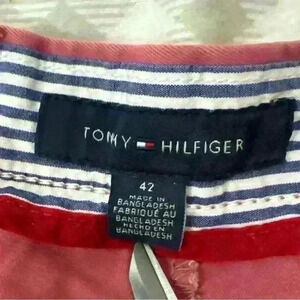 TOMMY HILFIGER
42
MADE IN
BANGLADESH
FABRIQUÉ AU
BANGLADESH
HECHO EN
BANGLADESH